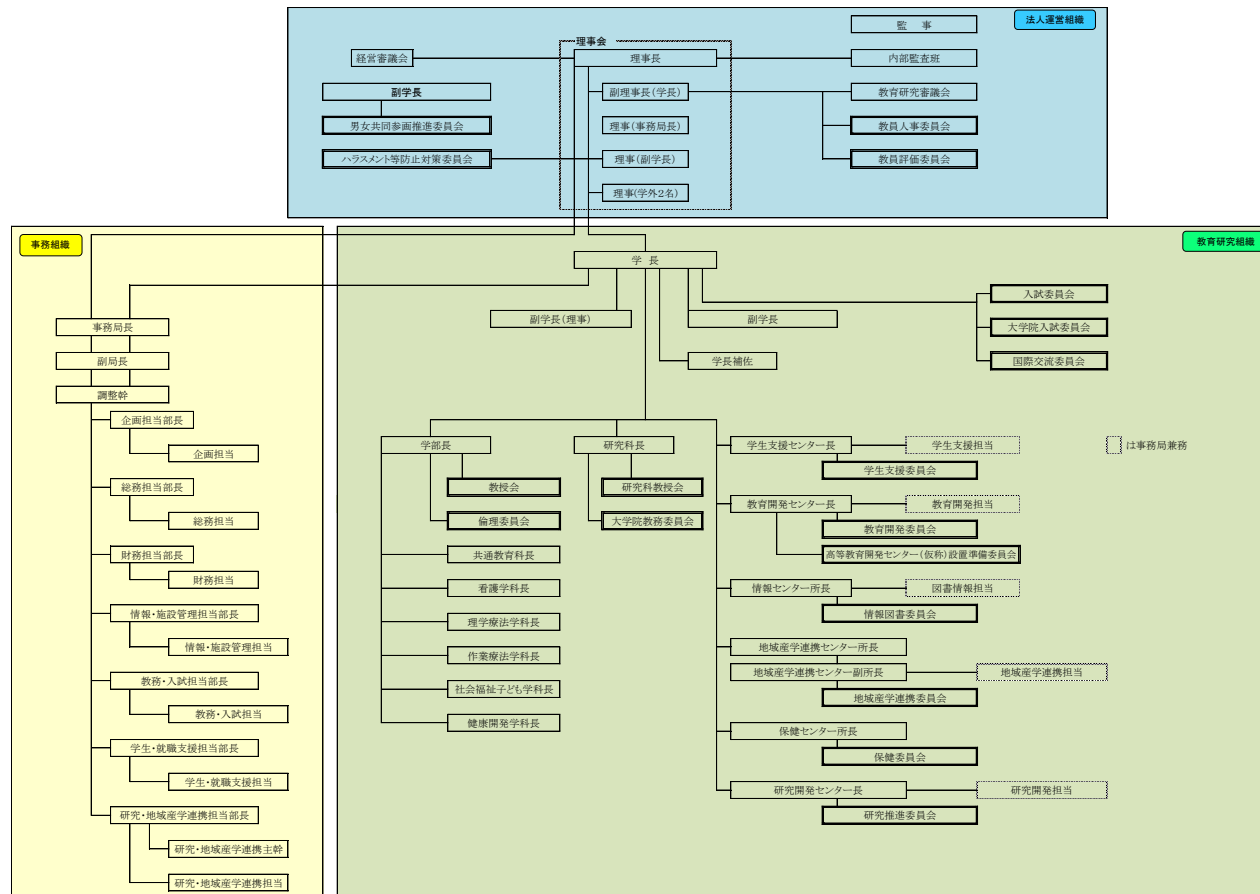 法人運営組織
監　事
理事会
経営審議会
理事長
内部監査班
副学長
副理事長(学長)
教育研究審議会
男女共同参画推進委員会
理事(事務局長)
教員人事委員会
ハラスメント等防止対策委員会
理事(副学長)
教員評価委員会
理事(学外2名)
事務組織
事務局長
副局長
調整幹
企画担当部長
企画担当
総務担当部長
総務担当
財務担当部長
財務担当
情報・施設管理担当部長
情報・施設管理担当
教務・入試担当部長
教務・入試担当
学生・就職支援担当部長
学生・就職支援担当
研究・地域産学連携担当部長
研究・地域産学連携主幹
研究・地域産学連携担当
教育研究組織
学 長
入試委員会
副学長(理事)
副学長
大学院入試委員会
学長補佐
国際交流委員会
学部長
教授会
倫理委員会
共通教育科長
看護学科長
理学療法学科長
作業療法学科長
社会福祉子ども学科長
健康開発学科長
研究科長
研究科教授会
大学院教務委員会
学生支援センター長
学生支援担当
は事務局兼務
学生支援委員会
教育開発センター長
教育開発担当
教育開発委員会
高等教育開発センター(仮称)設置準備委員会
情報センター所長
図書情報担当
情報図書委員会
地域産学連携センター所長
地域産学連携センター副所長
地域産学連携担当
地域産学連携委員会
保健センター所長
保健委員会
研究開発センター長
研究開発担当
研究推進委員会